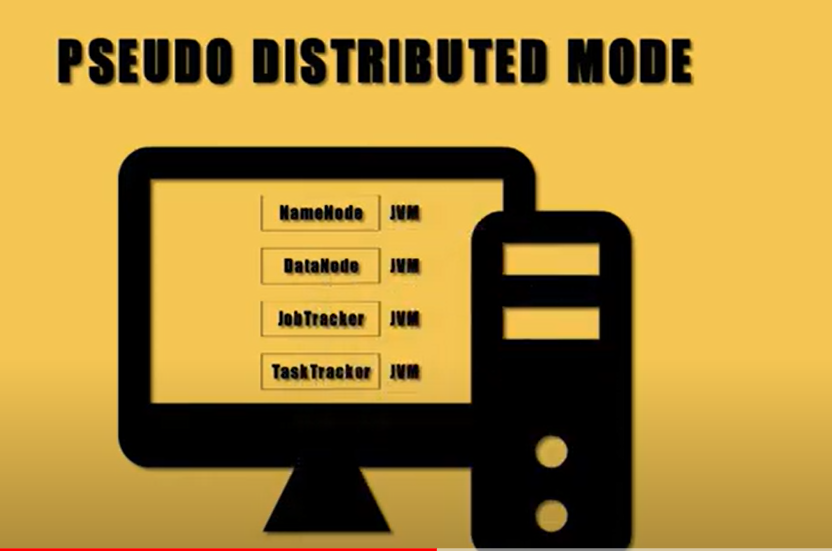 PSEUDO DISTRIBUTED MODE
NameNode JVM
DataNode JVM
JobTracker JVM
TaskTracker JVM